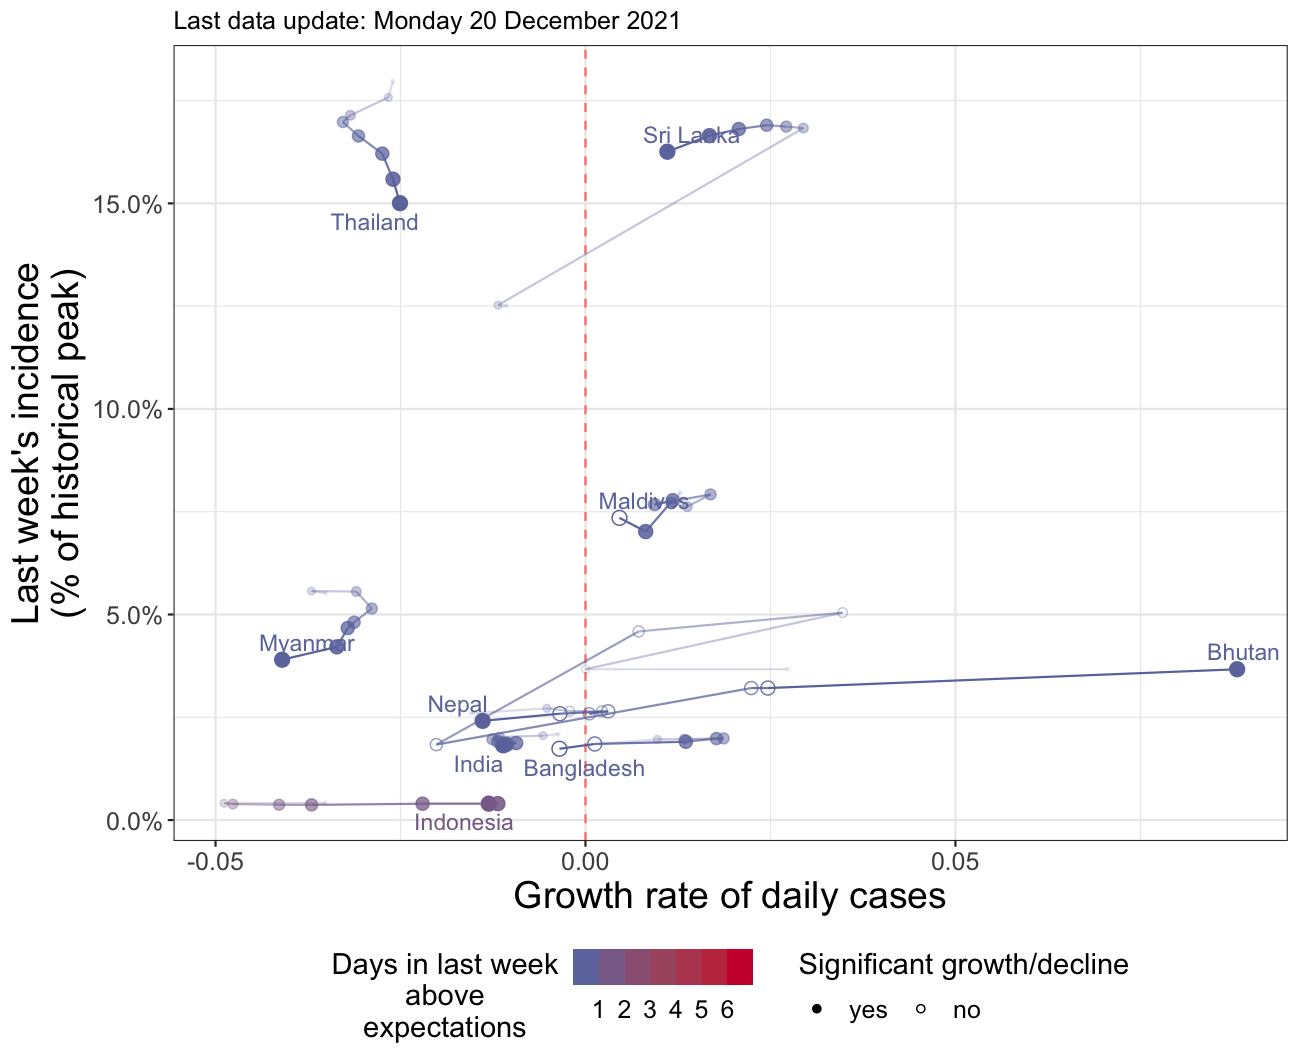 Last data update: Monday 20 December 2021
Last week's incidence
(% of historical peak)
15.0%
10.0%
5.0%
0.0%
Thailand
Sri Lanka
Maldives
Myanmar
Bhutan
Nepal
India
Bangladesh
Indonesia
-0.05
0.00
0.05
Growth rate of daily cases
Days in last week
above
expectations
1 2 3 4 5 6
Significant growth/decline
yes
no